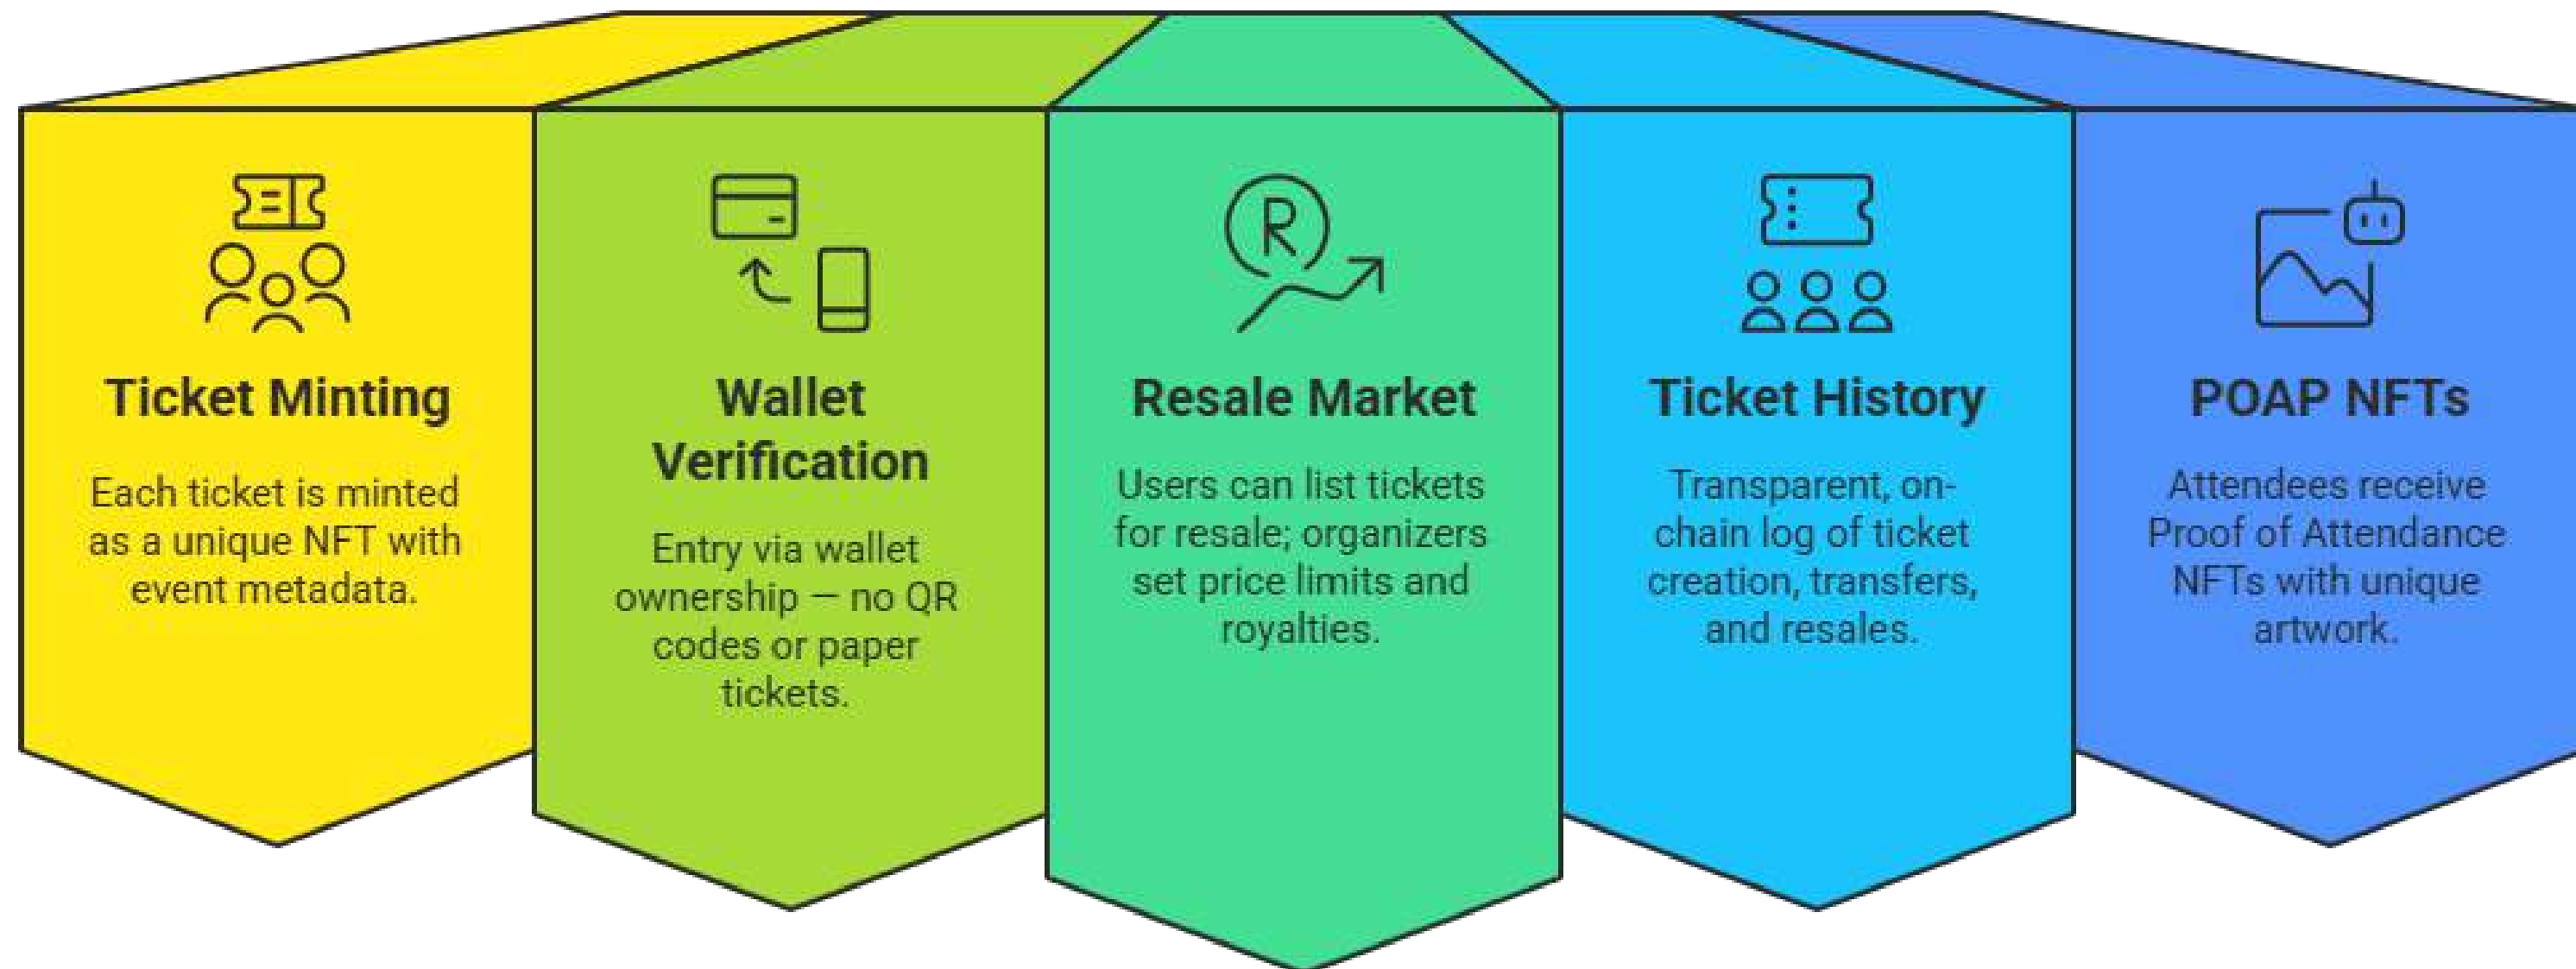 Ticket Minting
Each ticket is minted
as a unique NFT with
event metadata.
Wallet
Verification
Entry via wallet
ownership — no QR
codes or paper
tickets.
R
Resale Market
Users can list tickets
for resale; organizers
set price limits and
royalties.
Ticket History
Transparent, on-
chain log of ticket
creation, transfers,
and resales.
POAP NFTs
Attendees receive
Proof of Attendance
NFTs with unique
artwork.